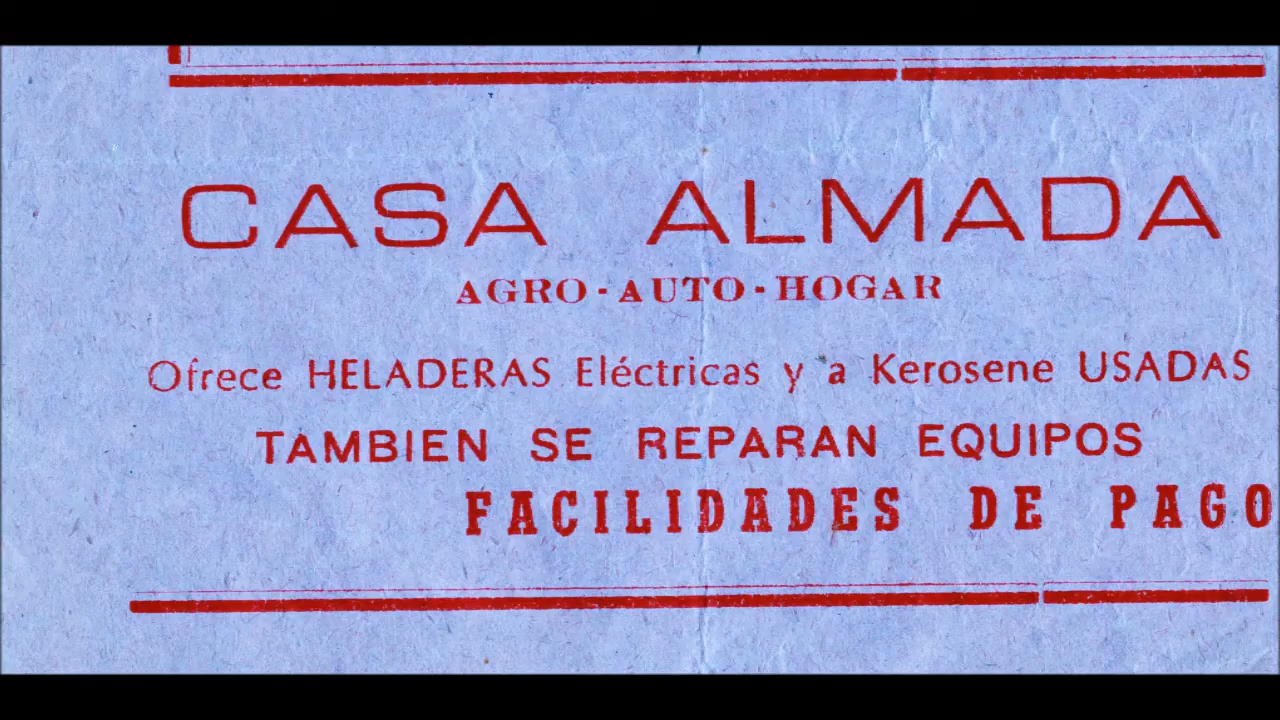 CASA ALMADA
AGRO - AUTO - HOGAR
Ofrece HELADERAS Eléctricas y a Kerosene USADAS
TAMBIEN SE REPARAN EQUIPOS
FACILIDADES DE PAGO